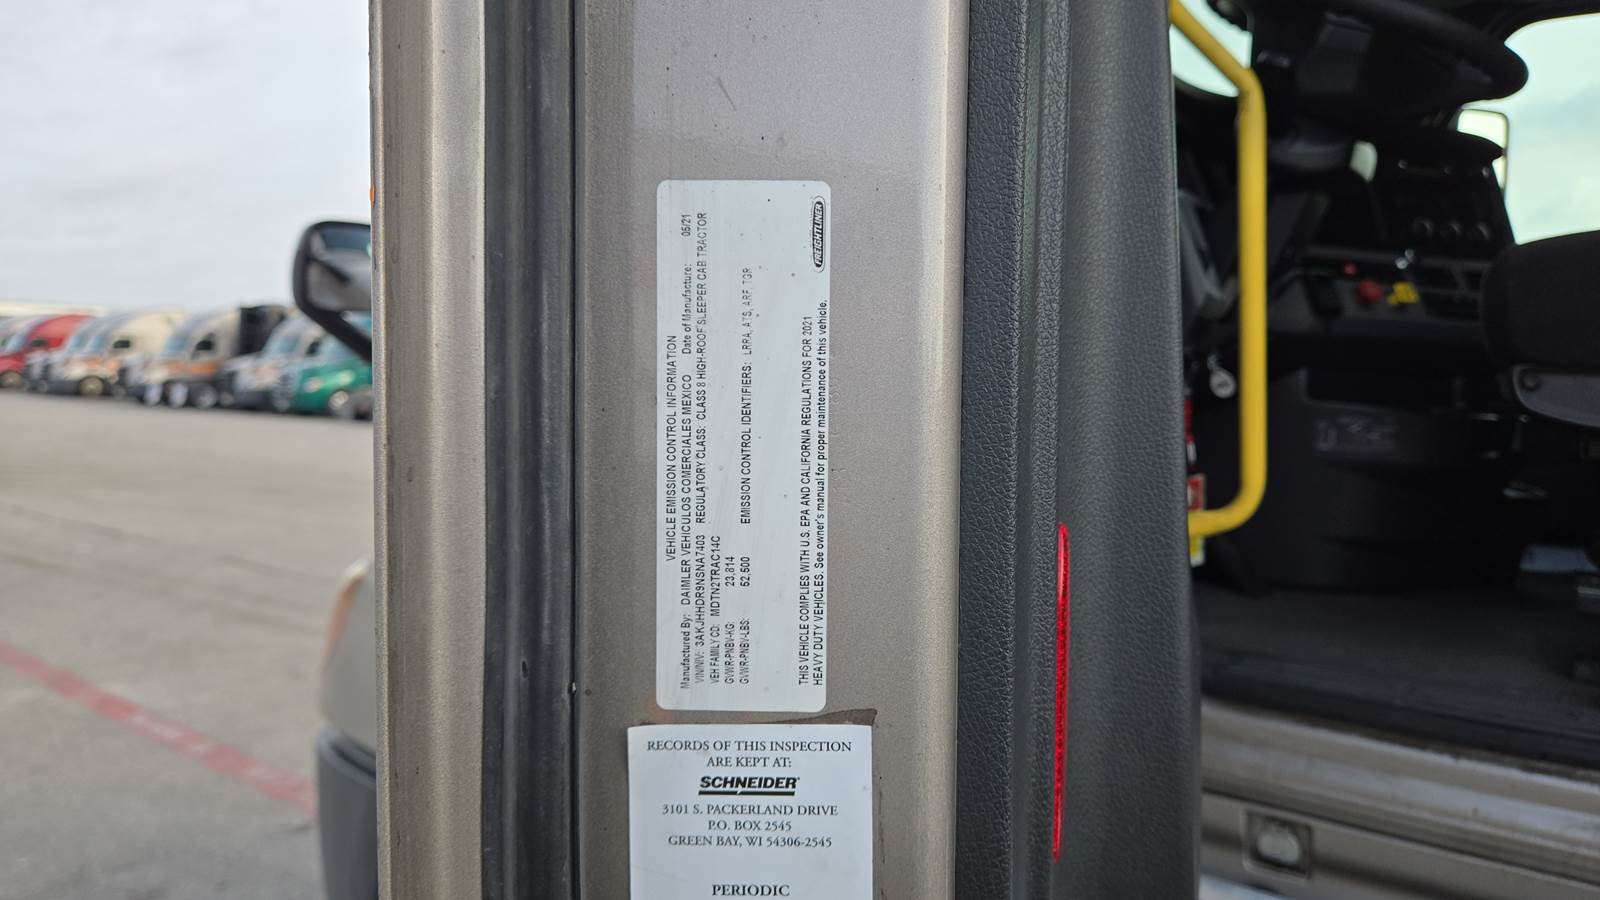 VEHICLE EMISSION CONTROL INFORMATION
Manufactured By: DAIMLER VEHICULOS COMERCIALES MEXICO Date of Manufacture: 05/21
VIN/NIV: 3AKJHHDR9NSNA7403 REGULATORY CLASS: CLASS 8 HIGH-ROOF SLEEPER CAB TRACTOR
VEH FAMILY CD: MDTN2TRAC14C
GVWR-PNBV-KG: 23,814
GVWR-PNBV-LBS: 52,500 EMISSION CONTROL IDENTIFIERS: LRRA, ATS, ARF, TGR
THIS VEHICLE COMPLIES WITH U.S. EPA AND CALIFORNIA REGULATIONS FOR 2021
HEAVY DUTY VEHICLES. See owner's manual for proper maintenance of this vehicle.
FREIGHTLINER
RECORDS OF THIS INSPECTION
ARE KEPT AT:
SCHNEIDER
3101 S. PACKERLAND DRIVE
P.O. BOX 2545
GREEN BAY, WI 54306-2545
PERIODIC